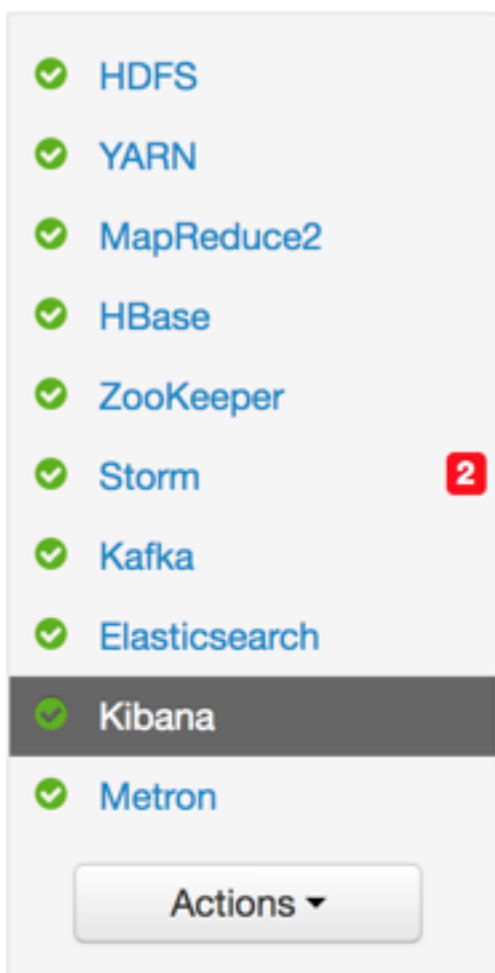 HDFS
YARN
MapReduce2
HBase
ZooKeeper
Storm 2
Kafka
Elasticsearch
Kibana
Metron
Actions